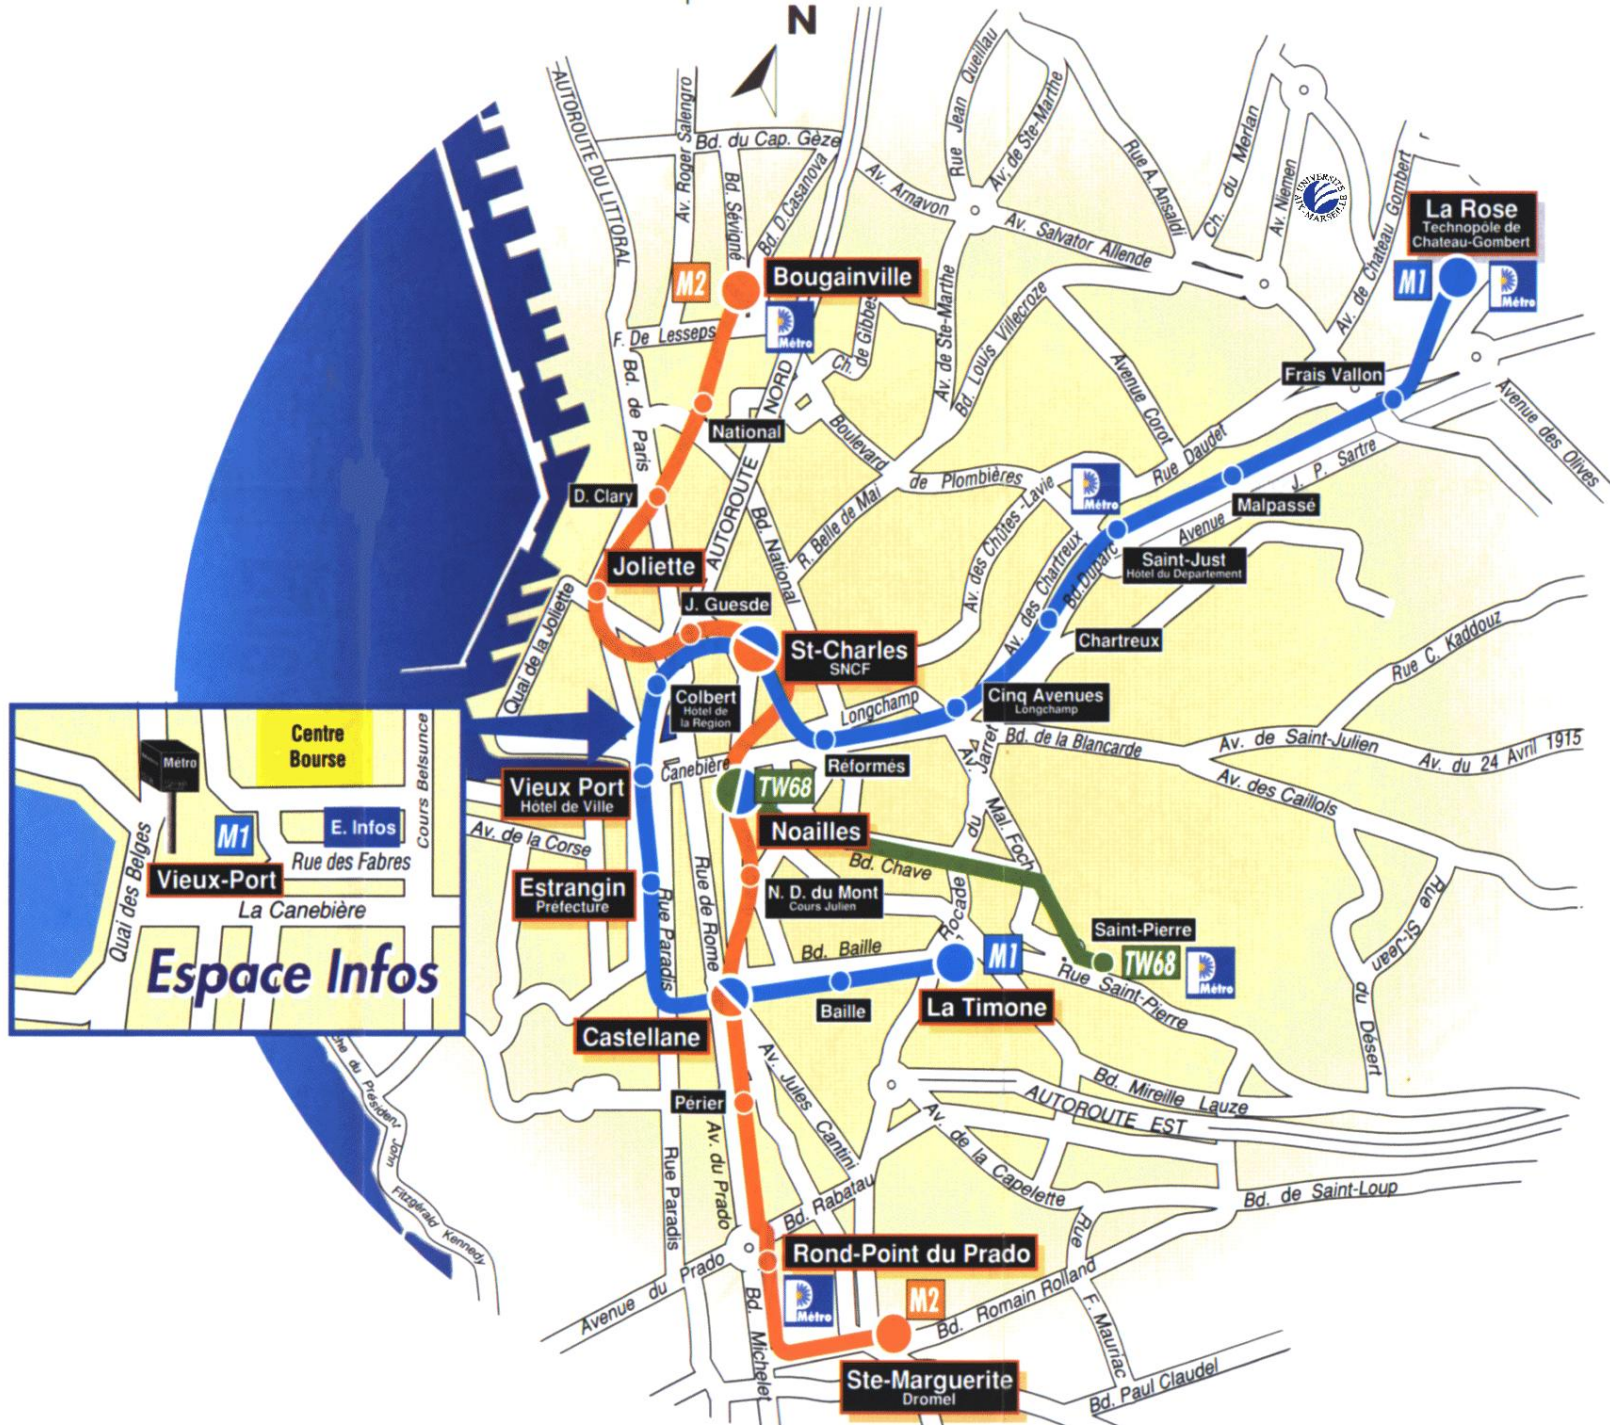 N
AUTOROUTE DU LITTORAL
Av. Roger Salengro
Bd. du Cap. Gèze
Bd. Sévigné
Bd. D.Casanova
Av. Arnavon
Rue Jean Queillau
Av. de Ste-Marthe
Rue A. Ansaldi
Ch. du Merlan
Av. Niemen
UNIVERSITS
AIX-MARSEILLE
Av. de Chateau Gombert
La Rose
Technopôle de
Chateau-Gombert
M1
Métro
Av. Salvator Allende
M2
Bougainville
Métro
F. De Lesseps
Ch. de Gibbes
Av. de Ste-Marthe
Bd. Louis Villecroze
Avenue Corot
Frais Vallon
Avenue des Olives
Bd. de Paris
National
AUTOROUTE NORD
Boulevard de Plombières
Rue Daudet
J. P. Sartre
Avenue
Malpassé
D. Clary
Bd. National
R. Belle de Mai
Av. des Chûtes-Lavie
Métro
Saint-Just
Hôtel du Département
Av. des Chartreux
Bd.Duparc
Joliette
J. Guesde
Quai de la Joliette
St-Charles
SNCF
Chartreux
Rue C. Kaddouz
Colbert
Hôtel de
la Région
Longchamp
Cinq Avenues
Longchamp
Av. du Jarret
Bd. de la Blancarde
Av. de Saint-Julien
Av. du 24 Avril 1915
Av. des Caillols
Canebière
Réformés
Vieux Port
Hôtel de Ville
TW68
Noailles
Centre
Bourse
Métro
Cours Belsunce
M1
E. Infos
Rue des Fabres
Vieux-Port
Quai des Belges
La Canebière
Espace Infos
Av. de la Corse
Estrangin
Préfecture
Rue Paradis
Rue de Rome
Bd. Chave
Mal. Foch
N. D. du Mont
Cours Julien
Rocade
Bd. Baille
M1
Saint-Pierre
TW68
Métro
Rue Saint-Pierre
Rue St-Jean du Désert
Baille
La Timone
Castellane
Av. Jules Cantini
Périer
Bd. Mireille Lauze
AUTOROUTE EST
Av. de la Capelette
Rue Paradis
Av. du Prado
Bd. Rabatau
Bd. de Saint-Loup
che du Président John
Fitzgérald Kennedy
Rond-Point du Prado
Métro
Avenue du Prado
Bd. Michelet
M2
Bd. Romain Rolland
Rue F. Mauriac
Ste-Marguerite
Dromel
Bd. Paul Claudel